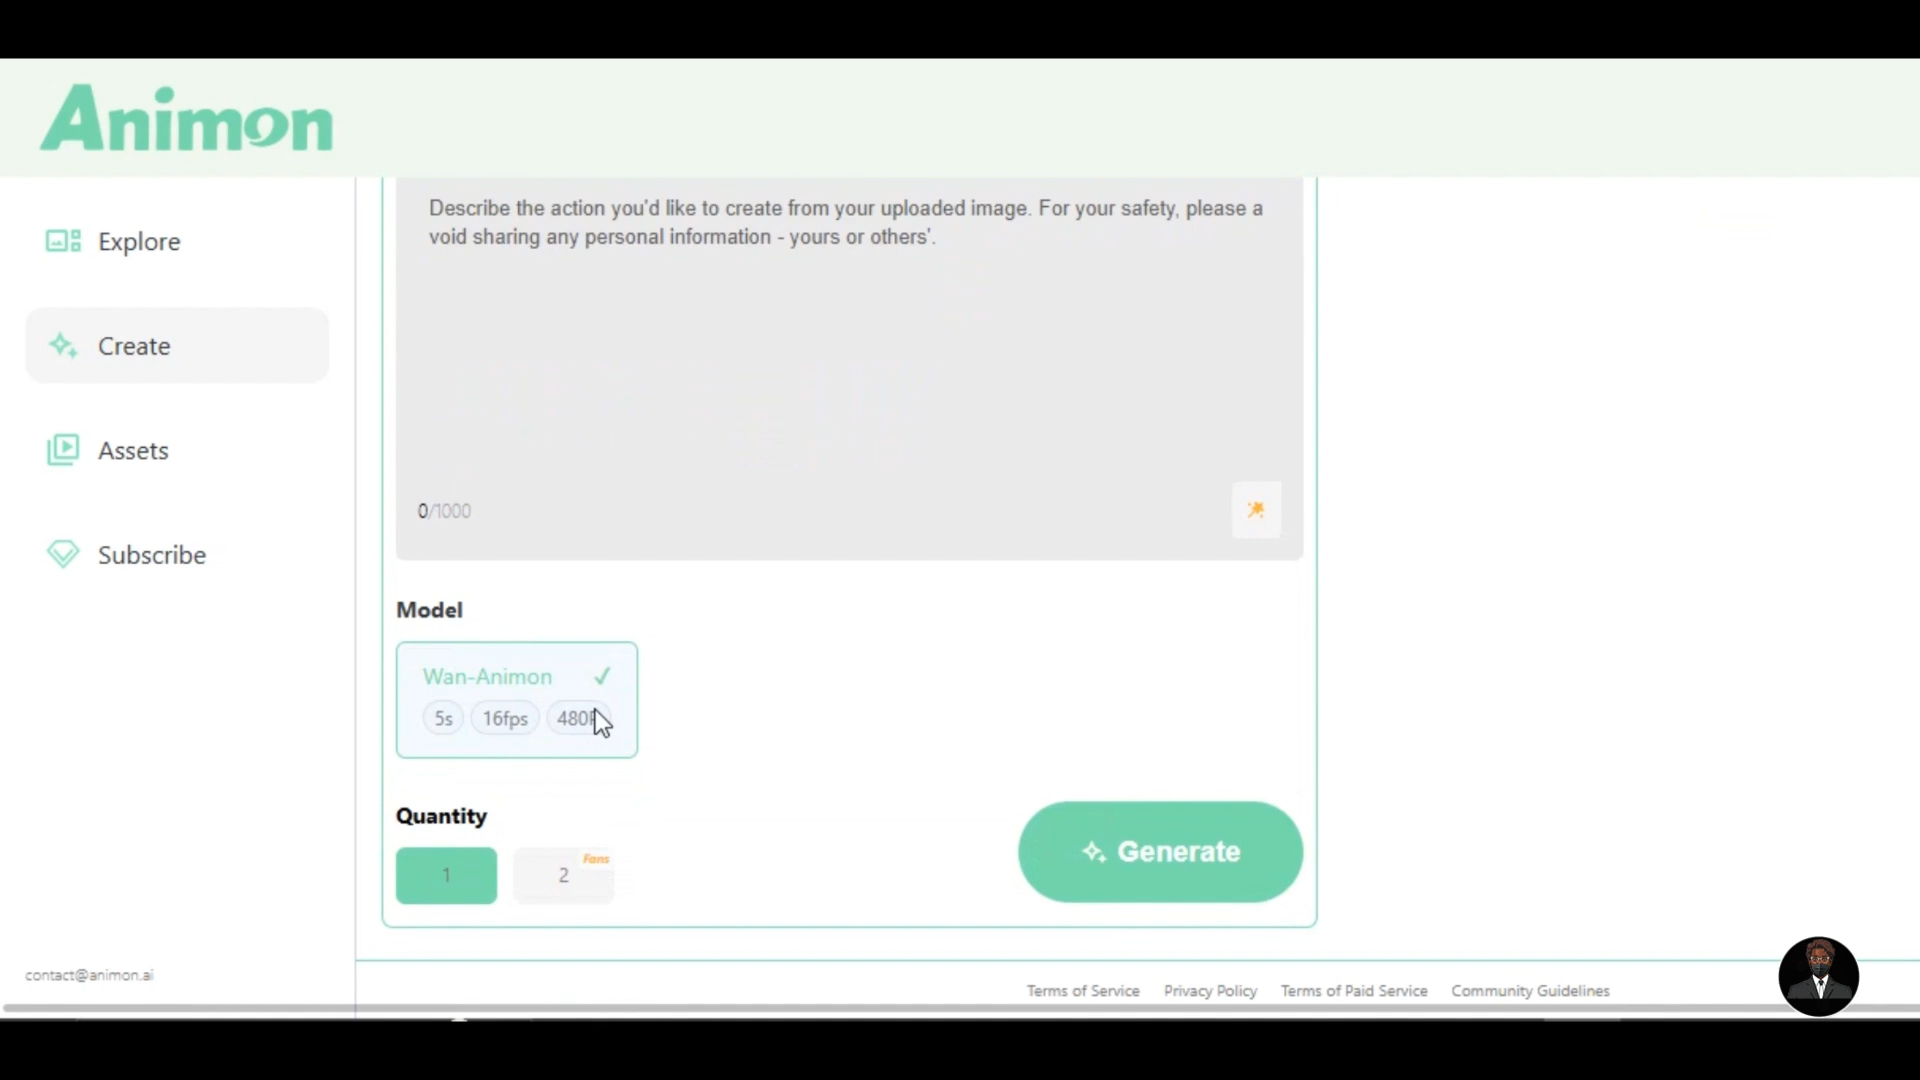 Animon
Explore
Create
Assets
Subscribe
contact@animon.ai
Describe the action you'd like to create from your uploaded image. For your safety, please a
void sharing any personal information - yours or others'.
0/1000
Model
Wan-Animon
5s 16fps 480P
Quantity
1 2 Fans
Generate
Terms of Service Privacy Policy Terms of Paid Service Community Guidelines